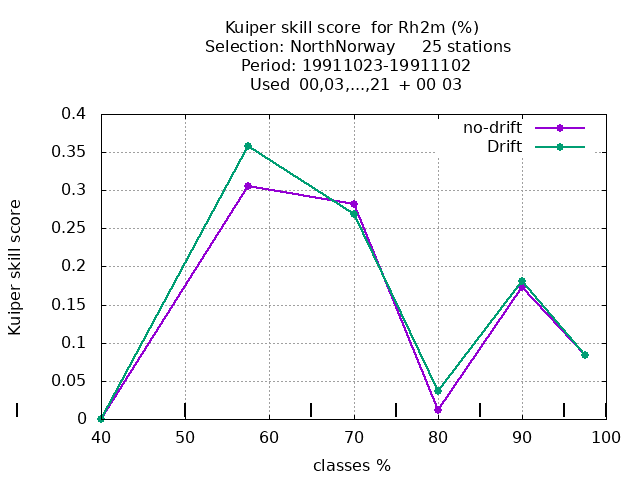 Kuiper skill score  for Rh2m (%)
Selection: NorthNorway     25 stations
Period: 19911023-19911102
Used  00,03,...,21  + 00 03
no-drift
Drift
Kuiper skill score
0.4
0.35
0.3
0.25
0.2
0.15
0.1
0.05
0
40 50 60 70 80 90 100
classes %